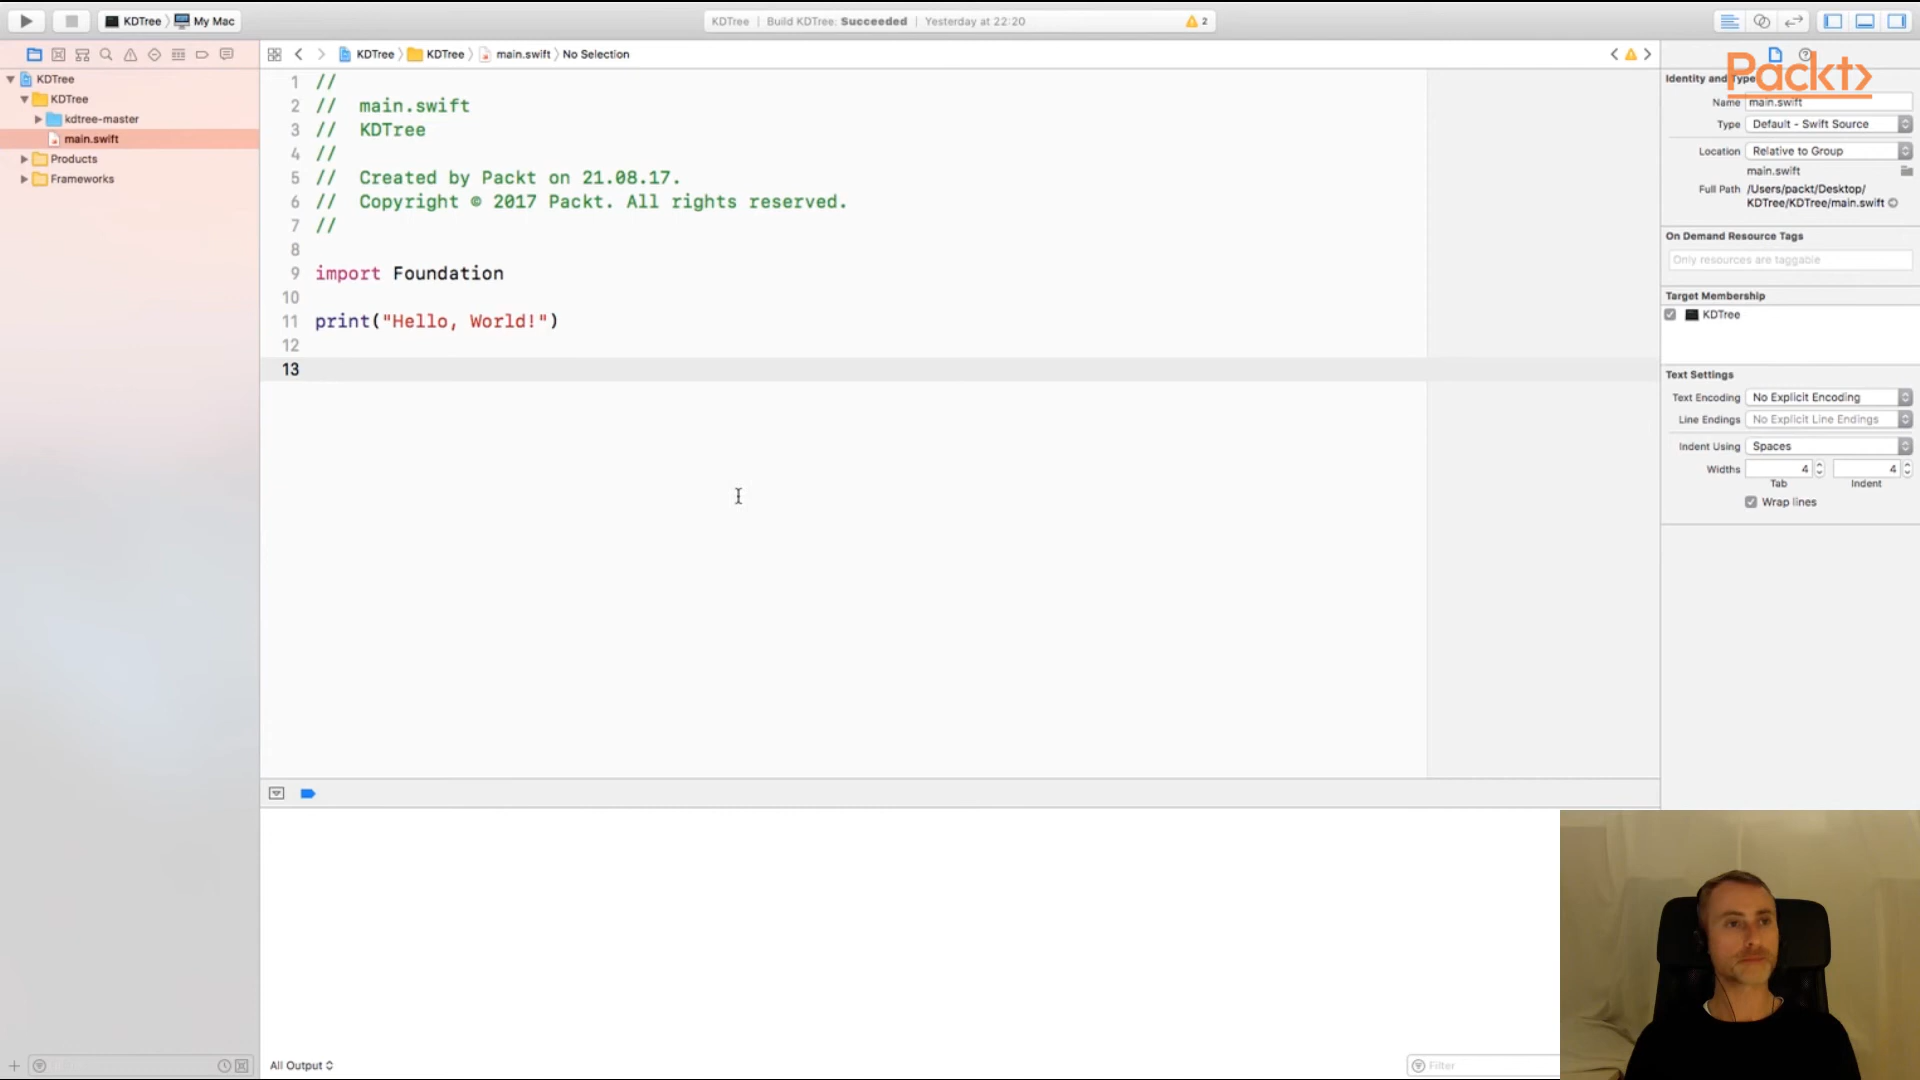 KDTree My Mac
KDTree | Build KDTree: Succeeded | Yesterday at 22:20
2
KDTree KDTree main.swift No Selection
KDTree
KDTree
kdtree-master
main.swift
Products
Frameworks
1 //
2 // main.swift
3 // KDTree
4 //
5 // Created by Packt on 21.08.17.
6 // Copyright © 2017 Packt. All rights reserved.
7 //
8
9 import Foundation
10
11 print("Hello, World!")
12
13
All Output
Filter
Packt
Identity and Type
Name main.swift
Type Default - Swift Source
Location Relative to Group
main.swift
Full Path /Users/packt/Desktop/
KDTree/KDTree/main.swift
On Demand Resource Tags
Only resources are taggable
Target Membership
KDTree
Text Settings
Text Encoding No Explicit Encoding
Line Endings No Explicit Line Endings
Indent Using Spaces
Widths 4 4
Tab Indent
Wrap lines